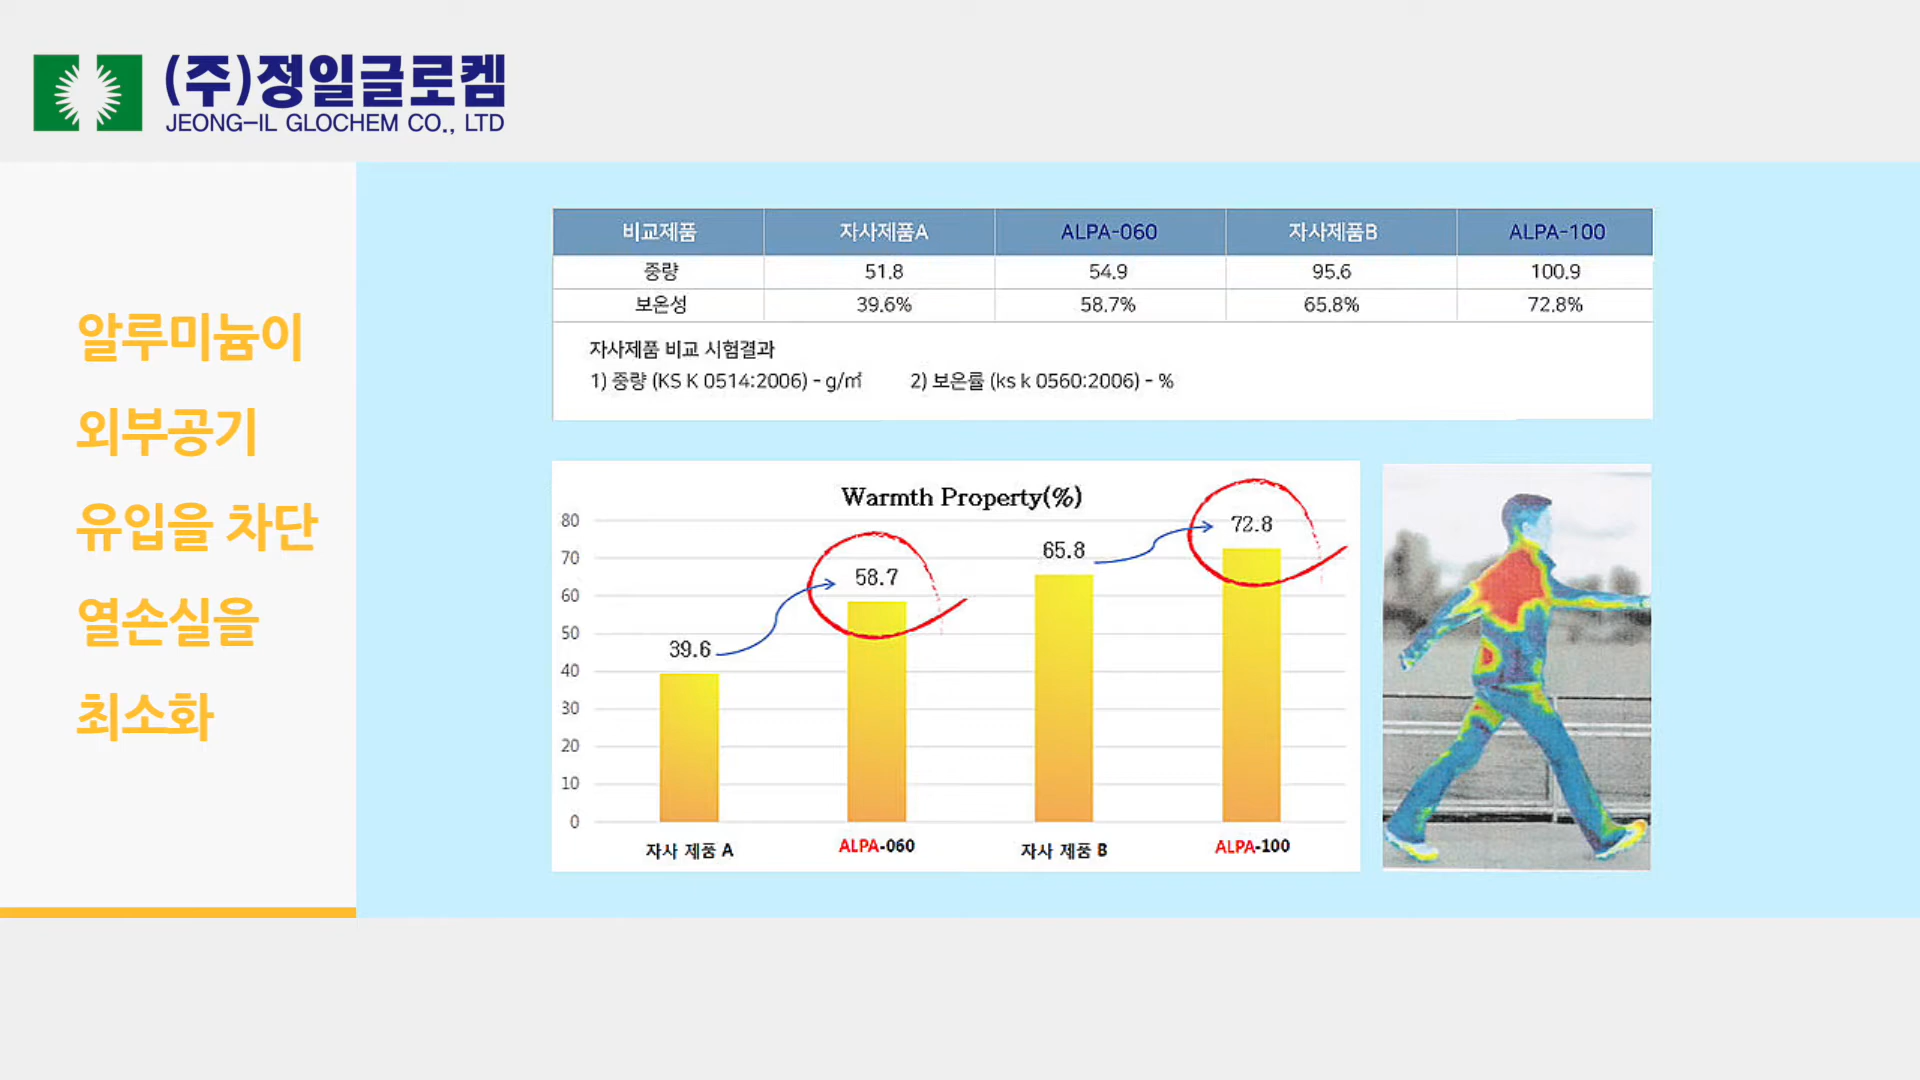 (주)정일글로켐
JEONG-IL GLOCHEM CO., LTD
알루미늄이
외부공기
유입을 차단
열손실을
최소화
비교제품 자사제품A ALPA-060 자사제품B ALPA-100
중량 51.8 54.9 95.6 100.9
보온성 39.6% 58.7% 65.8% 72.8%
자사제품 비교 시험결과
1) 중량 (KS K 0514:2006) - g/㎡ 2) 보온률 (ks k 0560:2006) - %
Warmth Property(%)
80
70
60
50
40
30
20
10
0
39.6
58.7
65.8
72.8
자사 제품 A
ALPA-060
자사 제품 B
ALPA-100